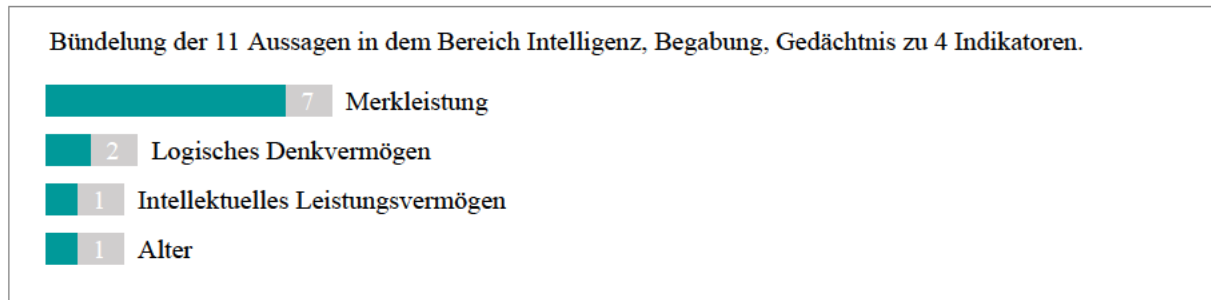 Bündelung der 11 Aussagen in dem Bereich Intelligenz, Begabung, Gedächtnis zu 4 Indikatoren.
7 Merkleistung
2 Logisches Denkvermögen
1 Intellektuelles Leistungsvermögen
1 Alter